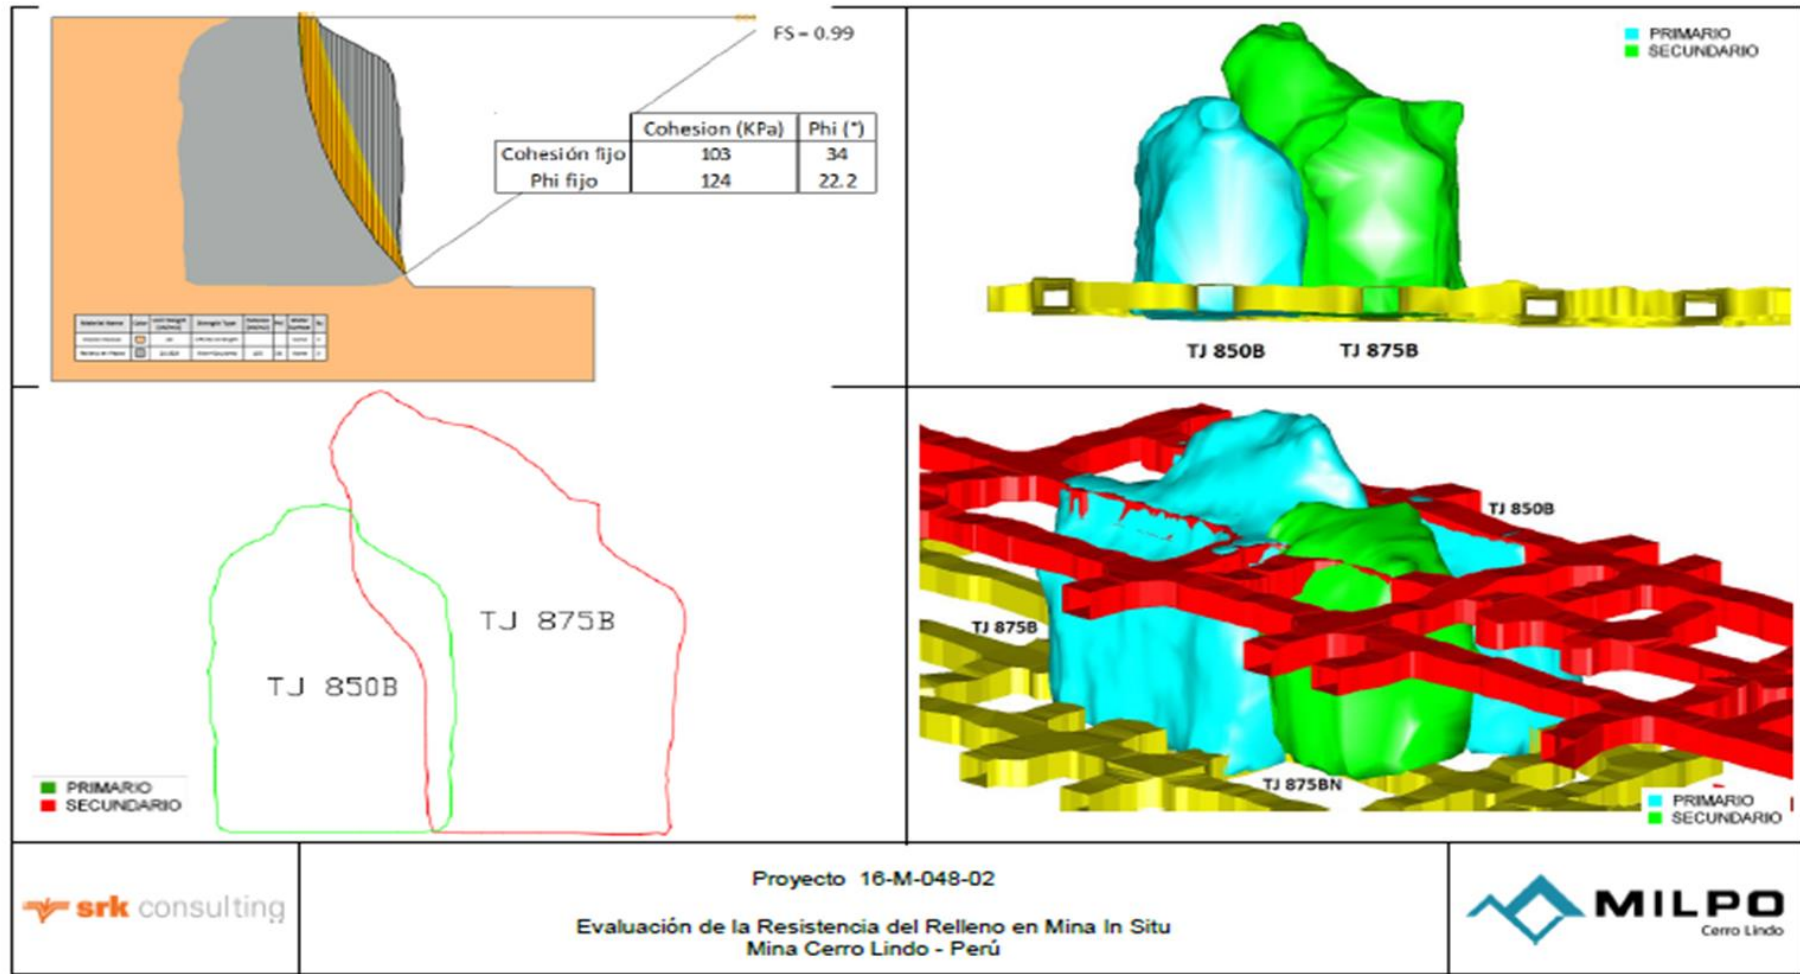 FS = 0.99
Cohesion (KPa) Phi (°)
Cohesión fijo 103 34
Phi fijo 124 22.2
PRIMARIO
SECUNDARIO
TJ 850B TJ 875B
TJ 875B
TJ 850B
PRIMARIO
SECUNDARIO
TJ 850B
TJ 875B
TJ 875BN
PRIMARIO
SECUNDARIO
srk consulting
Proyecto 16-M-048-02
Evaluación de la Resistencia del Relleno en Mina In Situ
Mina Cerro Lindo - Perú
MILPO
Cerro Lindo